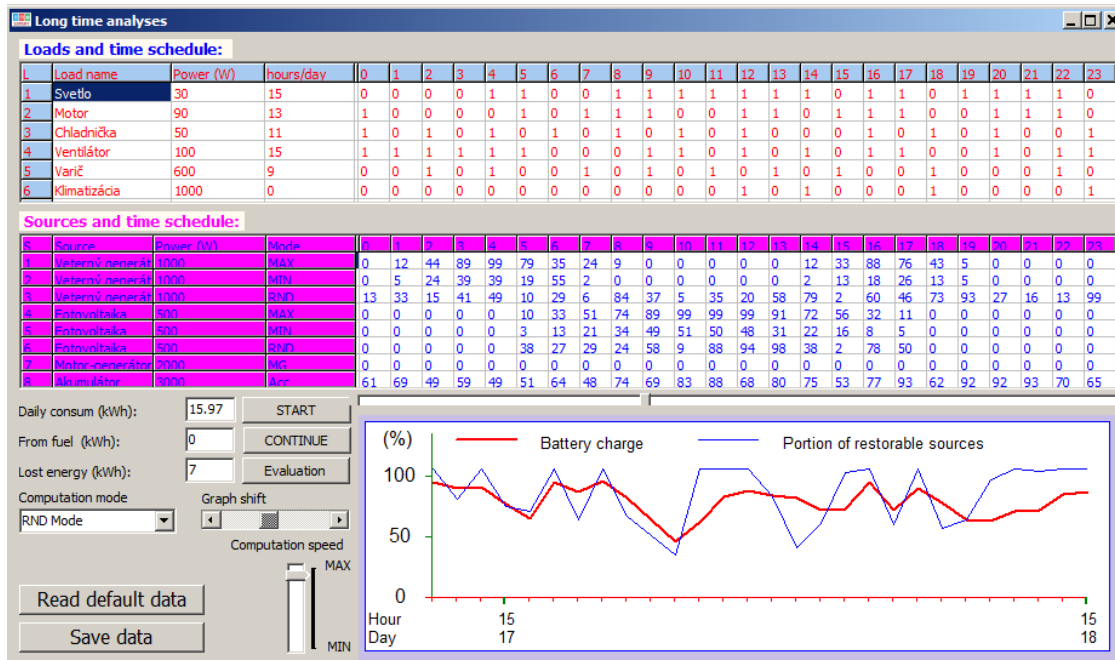 Long time analyses
Loads and time schedule:
L Load name Power (W) hours/day 0 1 2 3 4 5 6 7 8 9 10 11 12 13 14 15 16 17 18 19 20 21 22 23
1 Svetlo 30 15 0 0 0 0 1 1 0 0 1 1 1 1 1 1 0 1 1 1 0 1 1 1 1 0
2 Motor 90 13 1 0 0 0 0 1 0 1 1 1 0 0 1 1 0 1 1 1 0 0 1 1 1 0
3 Chladnička 50 11 1 0 1 0 1 0 1 0 1 0 1 0 1 0 0 0 1 0 1 0 1 0 0 1
4 Ventilátor 100 15 1 1 1 1 1 1 0 0 0 1 1 0 1 0 1 0 1 1 0 0 1 0 1 1
5 Varič 600 9 0 0 1 0 1 0 0 1 0 1 0 1 0 1 0 1 0 0 1 0 0 0 1 0
6 Klimatizácia 1000 0 0 0 0 0 0 0 0 0 0 0 0 0 1 0 1 0 0 0 1 0 0 0 0 1
Sources and time schedule:
S Source Power (W) Mode 0 1 2 3 4 5 6 7 8 9 10 11 12 13 14 15 16 17 18 19 20 21 22 23
1 Veterný generát 1000 MAX 0 12 44 89 99 79 35 24 9 0 0 0 0 0 12 33 88 76 43 5 0 0 0 0
2 Veterný generát 1000 MIN 0 5 24 39 39 19 55 2 0 0 0 0 0 0 2 13 18 26 13 5 0 0 0 0
3 Veterný generát 1000 RND 13 33 15 41 49 10 29 6 84 37 5 35 20 58 79 2 60 46 73 93 27 16 13 99
4 Fotovoltaika 500 MAX 0 0 0 0 0 10 33 51 74 89 99 99 99 91 72 56 32 11 0 0 0 0 0 0
5 Fotovoltaika 500 MIN 0 0 0 0 0 3 13 21 34 49 51 50 48 31 22 16 8 5 0 0 0 0 0 0
6 Fotovoltaika 500 RND 0 0 0 0 0 38 27 29 24 58 9 88 94 98 38 2 78 50 0 0 0 0 0 0
7 Motor-generátor 2000 MG 0 0 0 0 0 0 0 0 0 0 0 0 0 0 0 0 0 0 0 0 0 0 0 0
8 Akumulátor 3000 Acc 61 69 49 59 49 51 64 48 74 69 83 88 68 80 75 53 77 93 62 92 92 93 70 65
Daily consum (kWh): 15.97 START
From fuel (kWh): 0 CONTINUE
Lost energy (kWh): 7 Evaluation
Computation mode Graph shift
RND Mode
Computation speed
MAX
MIN
Read default data
Save data
(%) Battery charge Portion of restorable sources
100
50
0
Hour 15 15
Day 17 18